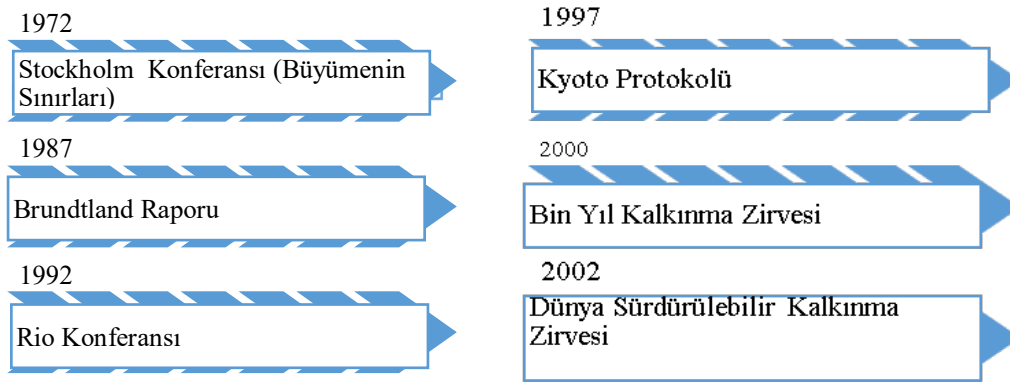 1972
Stockholm Konferansı (Büyümenin
Sınırları)
1987
Brundtland Raporu
1992
Rio Konferansı
1997
Kyoto Protokolü
2000
Bin Yıl Kalkınma Zirvesi
2002
Dünya Sürdürülebilir Kalkınma
Zirvesi